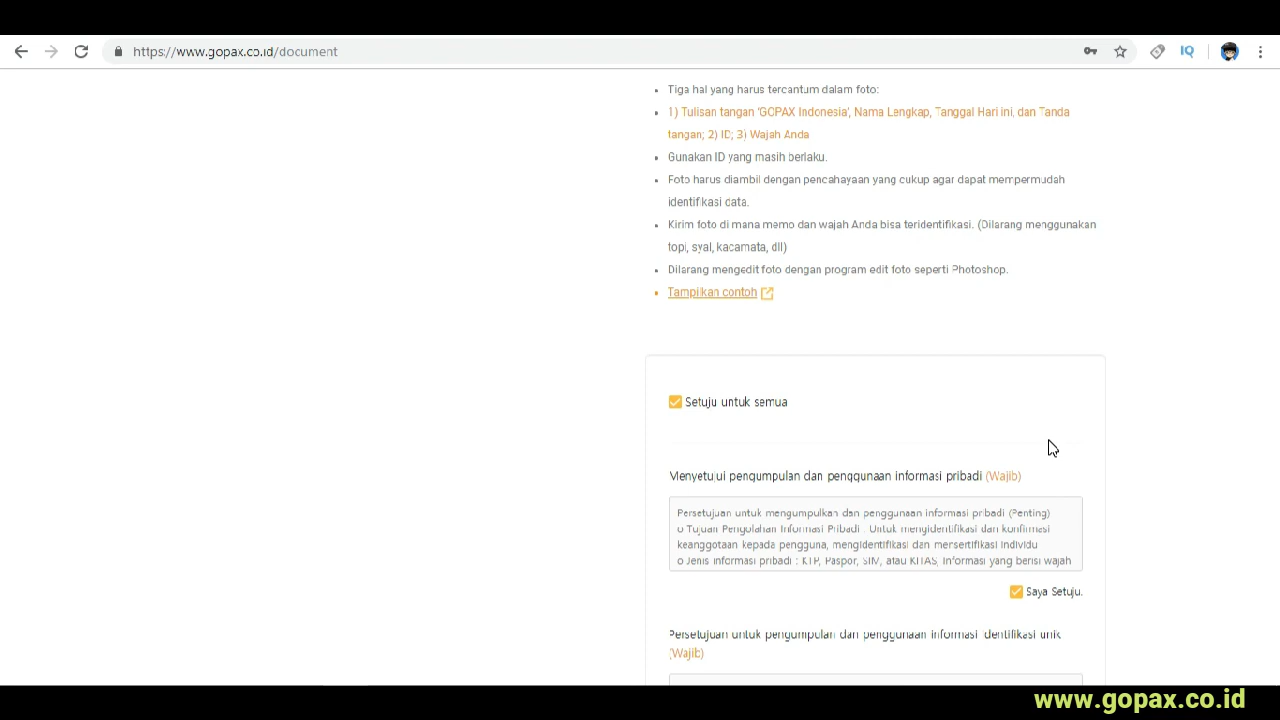 https://www.gopax.co.id/document
IQ
Tiga hal yang harus tercantum dalam foto:
1) Tulisan tangan 'GOPAX Indonesia', Nama Lengkap, Tanggal Hari ini, dan Tanda
tangan; 2) ID; 3) Wajah Anda
Gunakan ID yang masih berlaku.
Foto harus diambil dengan pencahayaan yang cukup agar dapat mempermudah
identifikasi data.
Kirim foto di mana memo dan wajah Anda bisa teridentifikasi. (Dilarang menggunakan
topi, syal, kacamata, dll)
Dilarang mengedit foto dengan program edit foto seperti Photoshop.
Tampilkan contoh
Setuju untuk semua
Menyetujui pengumpulan dan penggunaan informasi pribadi (Wajib)
Persetujuan untuk mengumpulkan dan penggunaan informasi pribadi (Penting)
o Tujuan Pengolahan Informasi Pribadi : Untuk mengidentifikasi dan konfirmasi
keanggotaan kepada pengguna, mengidentifikasi dan mensertifikasi individu
o Jenis informasi pribadi : KTP, Paspor, SIM, atau KITAS, Informasi yang berisi wajah
Saya Setuju.
Persetujuan untuk pengumpulan dan penggunaan informasi identifikasi unik
(Wajib)
www.gopax.co.id